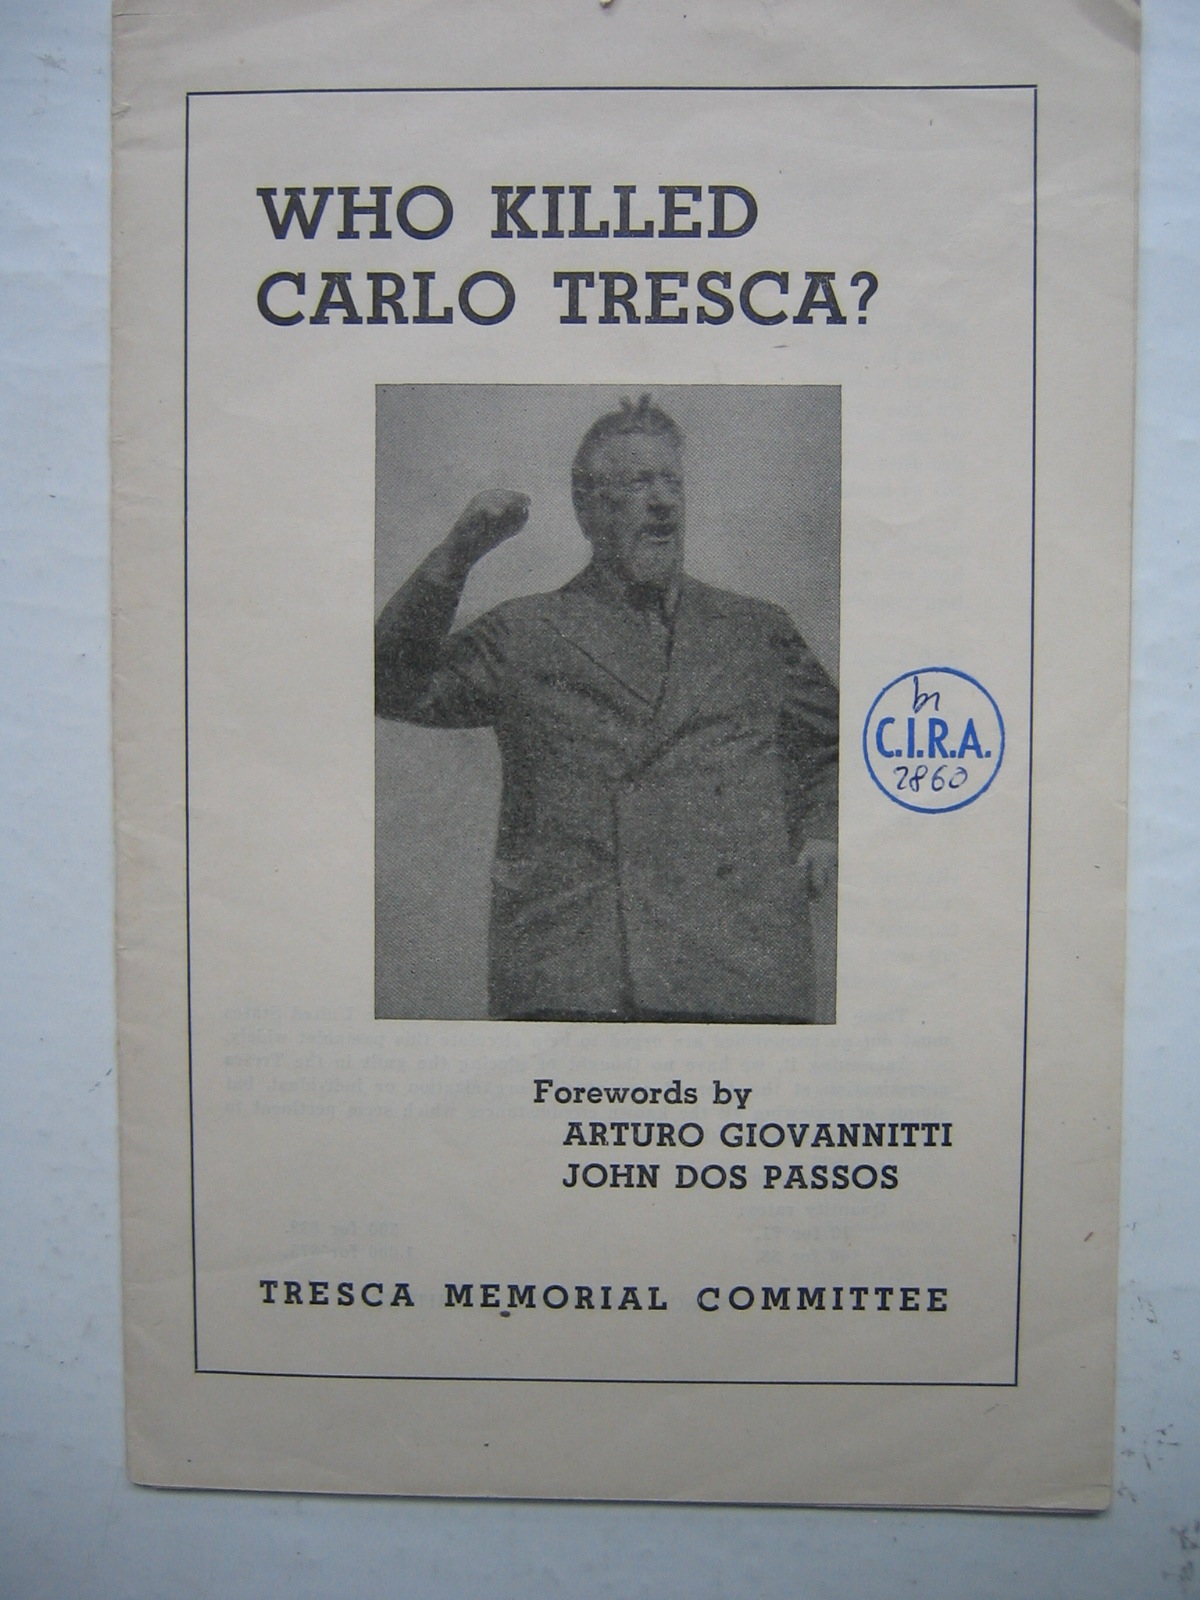 WHO KILLED
CARLO TRESCA?
C.I.R.A.
2860
Forewords by
ARTURO GIOVANNITTI
JOHN DOS PASSOS
TRESCA MEMORIAL COMMITTEE